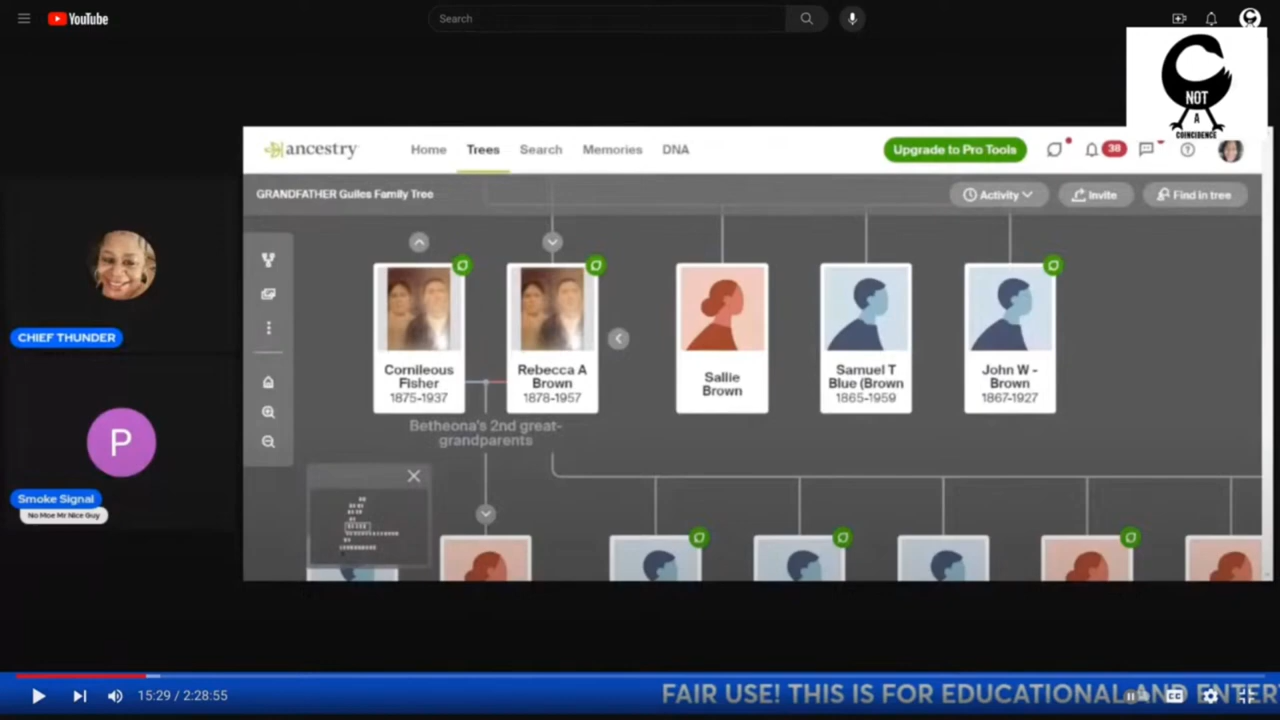 YouTube
Search
NOT
A
COINCIDENCE
ancestry
Home Trees Search Memories DNA
Upgrade to Pro Tools
38
GRANDFATHER Gulles Family Tree
Activity
Invite
Find in tree
CHIEF THUNDER
P
Smoke Signal
No Moe Mr Nice Guy
Cornileous
Fisher
1875-1937
Rebecca A
Brown
1878-1957
Sallie
Brown
Samuel T
Blue (Brown
1865-1959
John W -
Brown
1867-1927
Betheona's 2nd great-
grandparents
15:29 / 2:28:55
FAIR USE! THIS IS FOR EDUCATIONAL AND ENTER